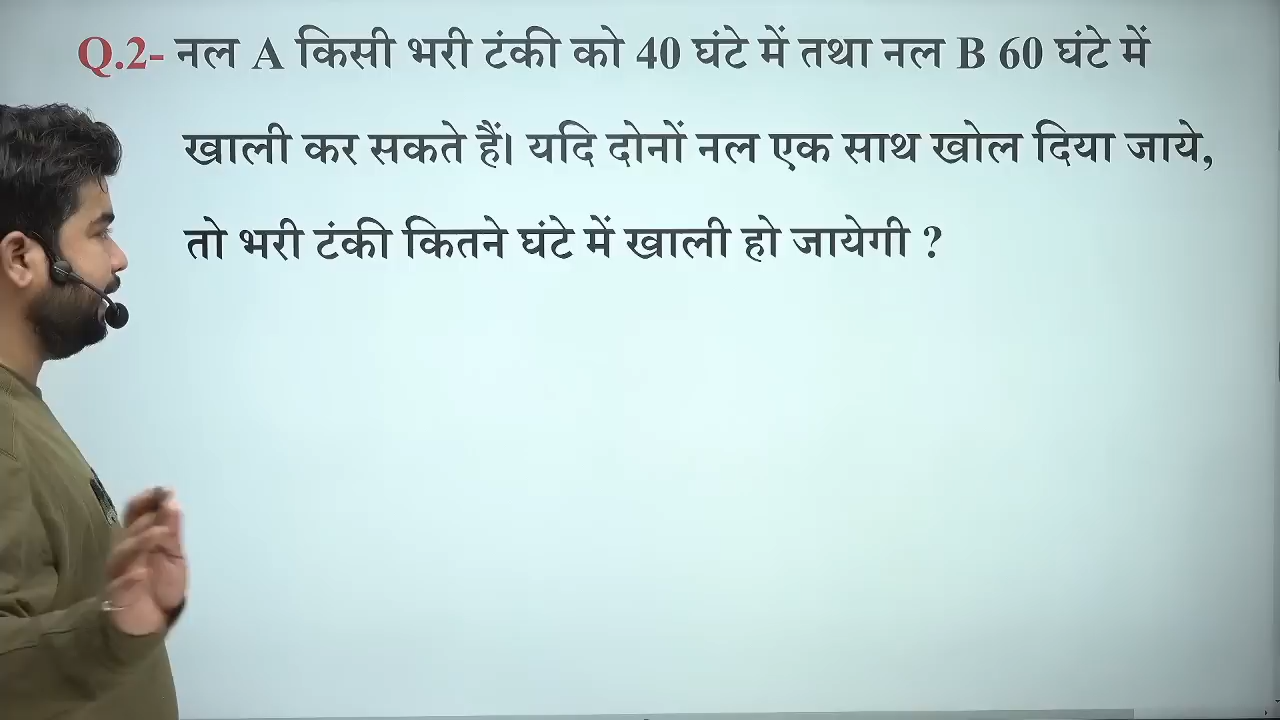 Q.2- नल A किसी भरी टंकी को 40 घंटे में तथा नल B 60 घंटे में
खाली कर सकते हैं। यदि दोनों नल एक साथ खोल दिया जाये,
तो भरी टंकी कितने घंटे में खाली हो जायेगी ?